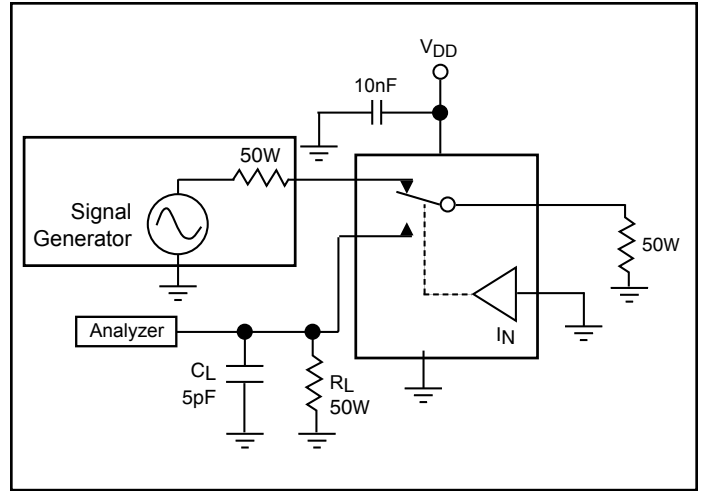 VDD
10nF
50W
Signal
Generator
50W
IN
Analyzer
CL
5pF
RL
50W